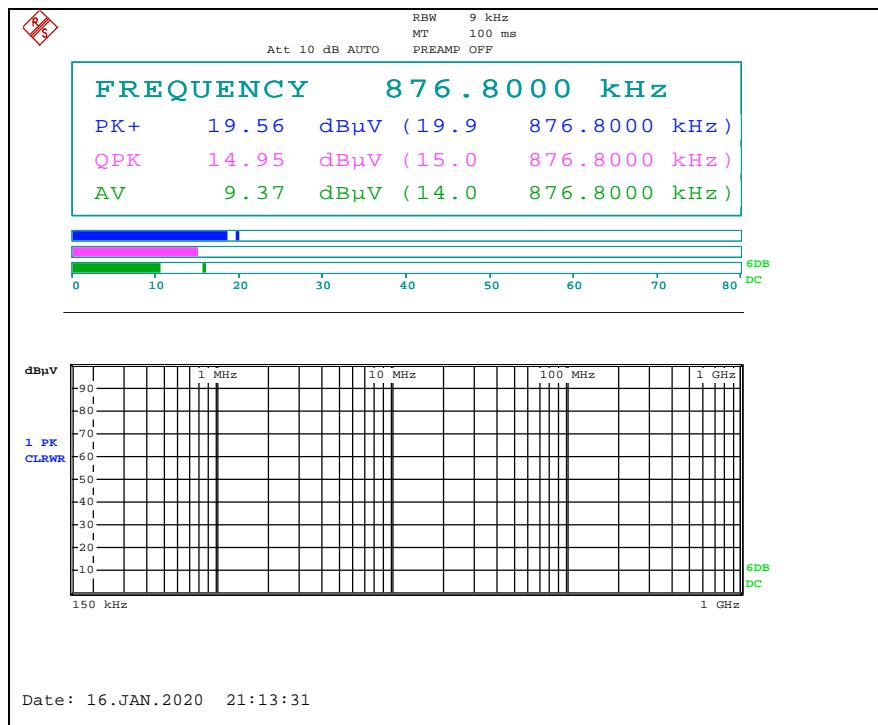 R S
RBW 9 kHz
MT 100 ms
Att 10 dB AUTO PREAMP OFF
FREQUENCY 876.8000 kHz
PK+ 19.56 dBµV (19.9 876.8000 kHz)
QPK 14.95 dBµV (15.0 876.8000 kHz)
AV 9.37 dBµV (14.0 876.8000 kHz)
6DB
DC
0 10 20 30 40 50 60 70 80
dBµV
1 MHz 10 MHz 100 MHz 1 GHz
90
80
70
1 PK
CLRWR
60
50
40
30
20
10
6DB
DC
150 kHz 1 GHz
Date: 16.JAN.2020 21:13:31